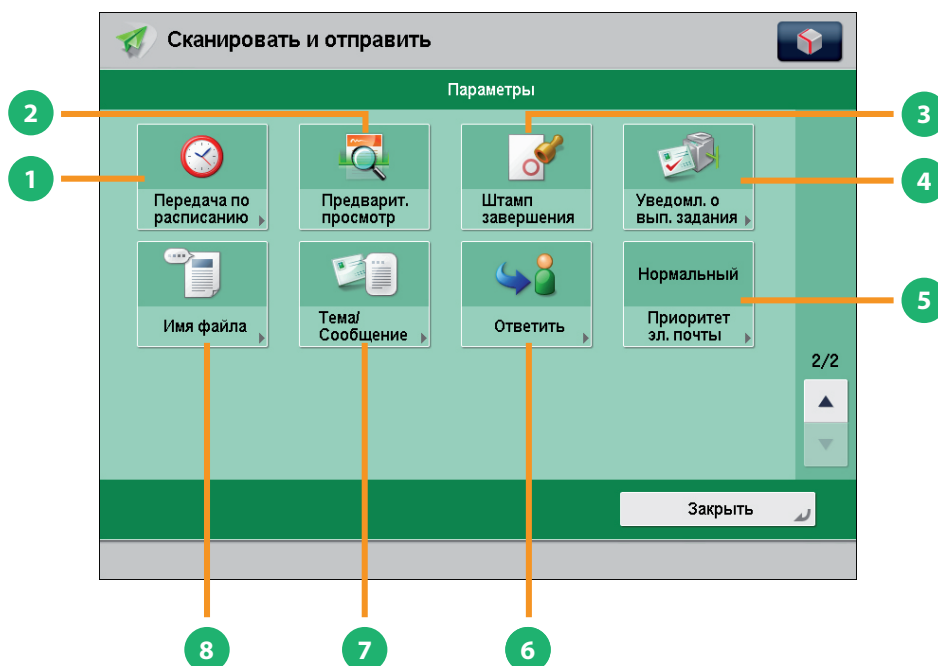 Сканировать и отправить
Параметры
2
3
1
4
Передача по
расписанию
Предварит.
просмотр
Штамп
завершения
Уведомл. о
вып. задания
Имя файла
Тема/
Сообщение
Ответить
Нормальный
Приоритет
эл. почты
5
2/2
Закрыть
8
7
6